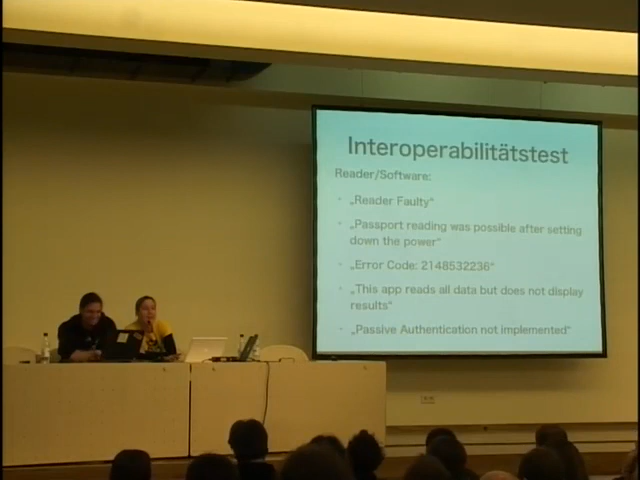 Interoperabilitätstest
Reader/Software:
„Reader Faulty“
„Passport reading was possible after setting
down the power“
„Error Code: 2148532236“
„This app reads all data but does not display
results“
„Passive Authentication not implemented“